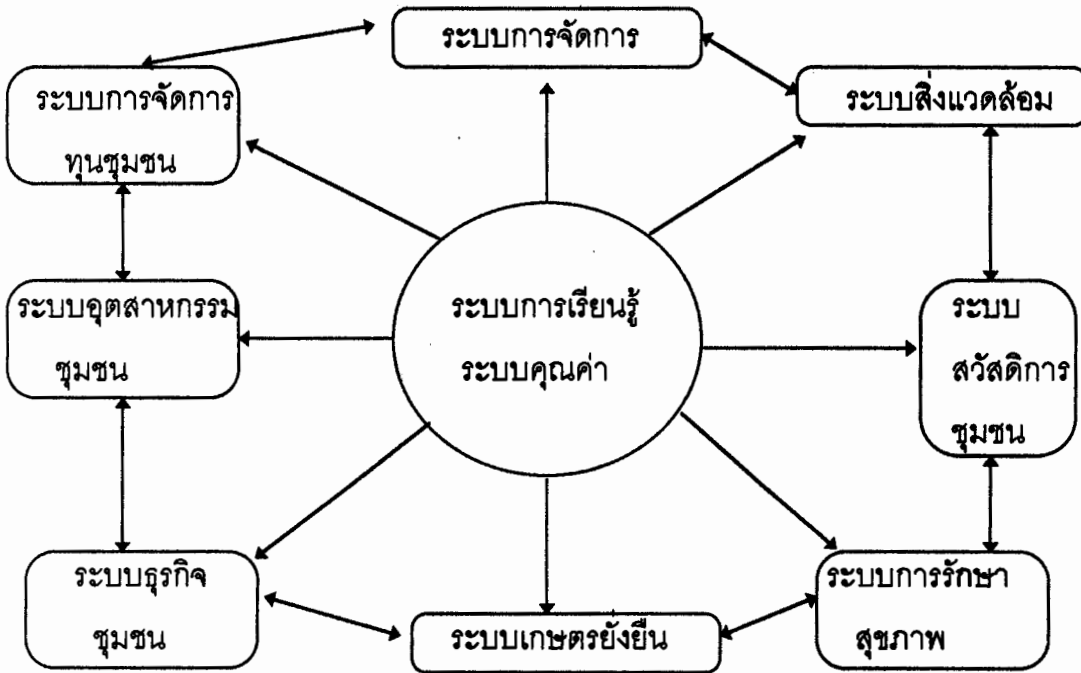 ระบบการจัดการ
ระบบการจัดการ
ทุนชุมชน
ระบบสิ่งแวดล้อม
ระบบการเรียนรู้
ระบบคุณค่า
ระบบอุตสาหกรรม
ชุมชน
ระบบ
สวัสดิการ
ชุมชน
ระบบธุรกิจ
ชุมชน
ระบบเกษตรยั่งยืน
ระบบการรักษา
สุขภาพ